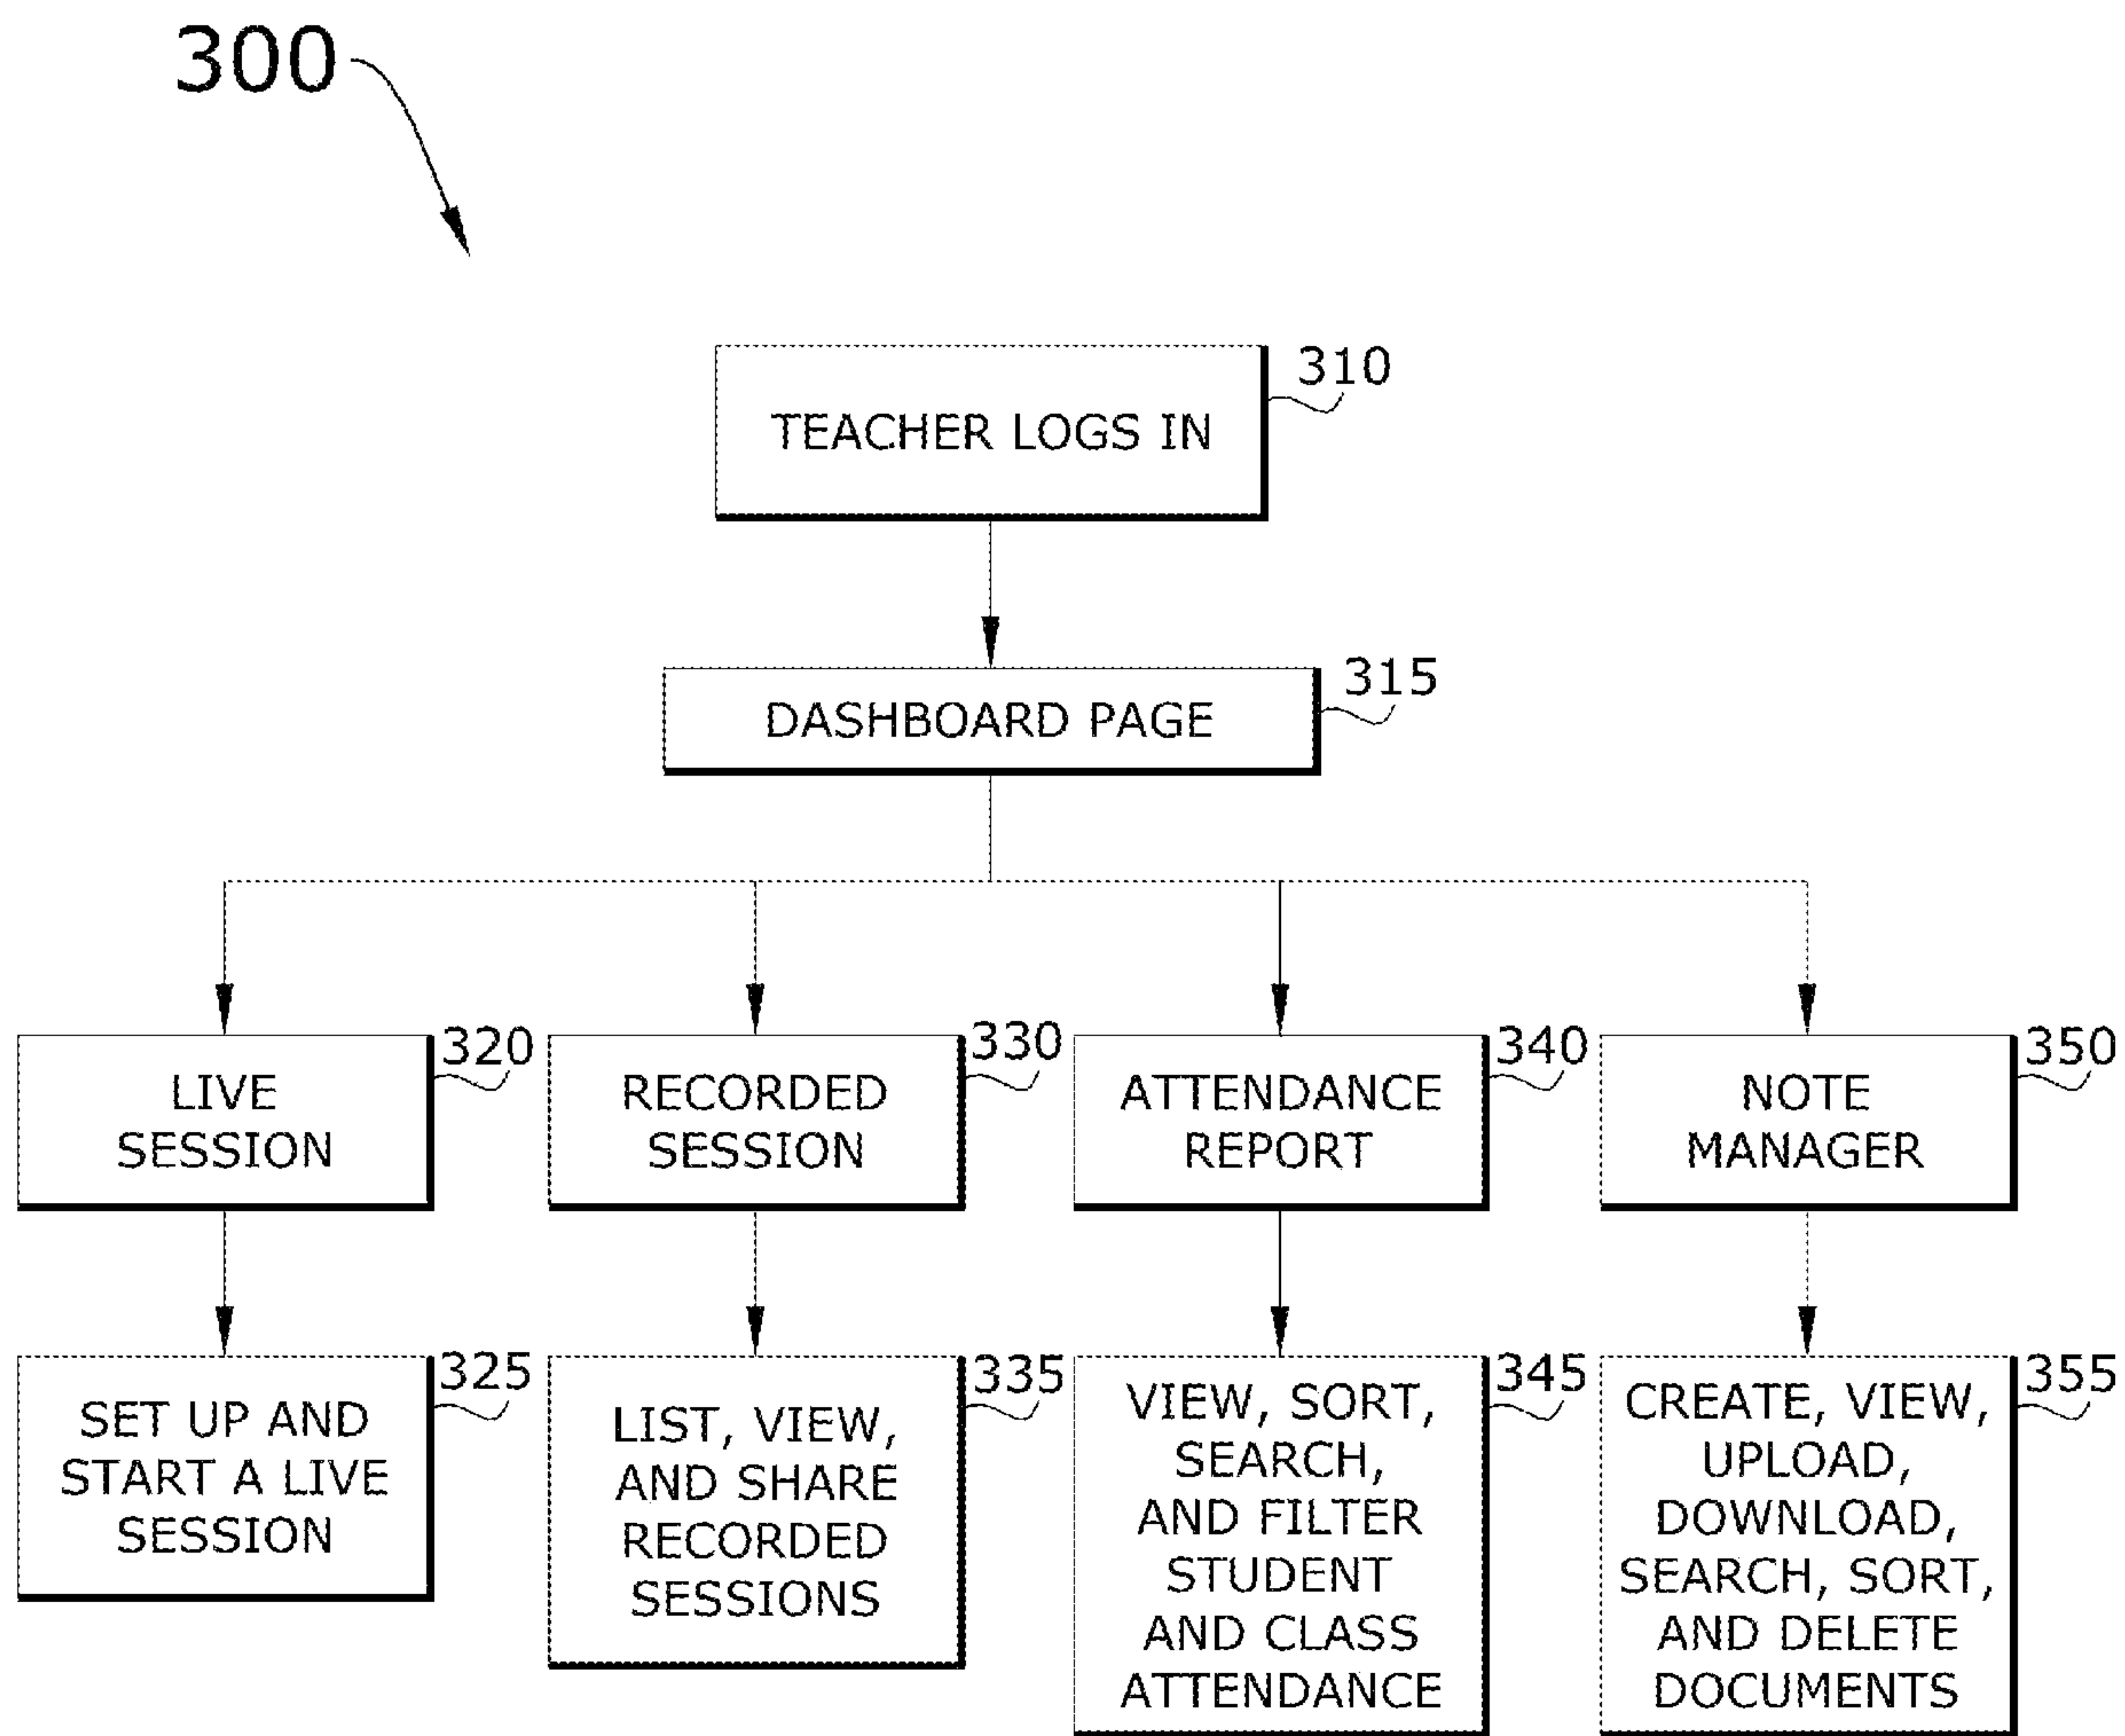 300
310
TEACHER LOGS IN
315
DASHBOARD PAGE
320
LIVE
SESSION
330
RECORDED
SESSION
340
ATTENDANCE
REPORT
350
NOTE
MANAGER
325
SET UP AND
START A LIVE
SESSION
335
LIST, VIEW,
AND SHARE
RECORDED
SESSIONS
345
VIEW, SORT,
SEARCH,
AND FILTER
STUDENT
AND CLASS
ATTENDANCE
355
CREATE, VIEW,
UPLOAD,
DOWNLOAD,
SEARCH, SORT,
AND DELETE
DOCUMENTS